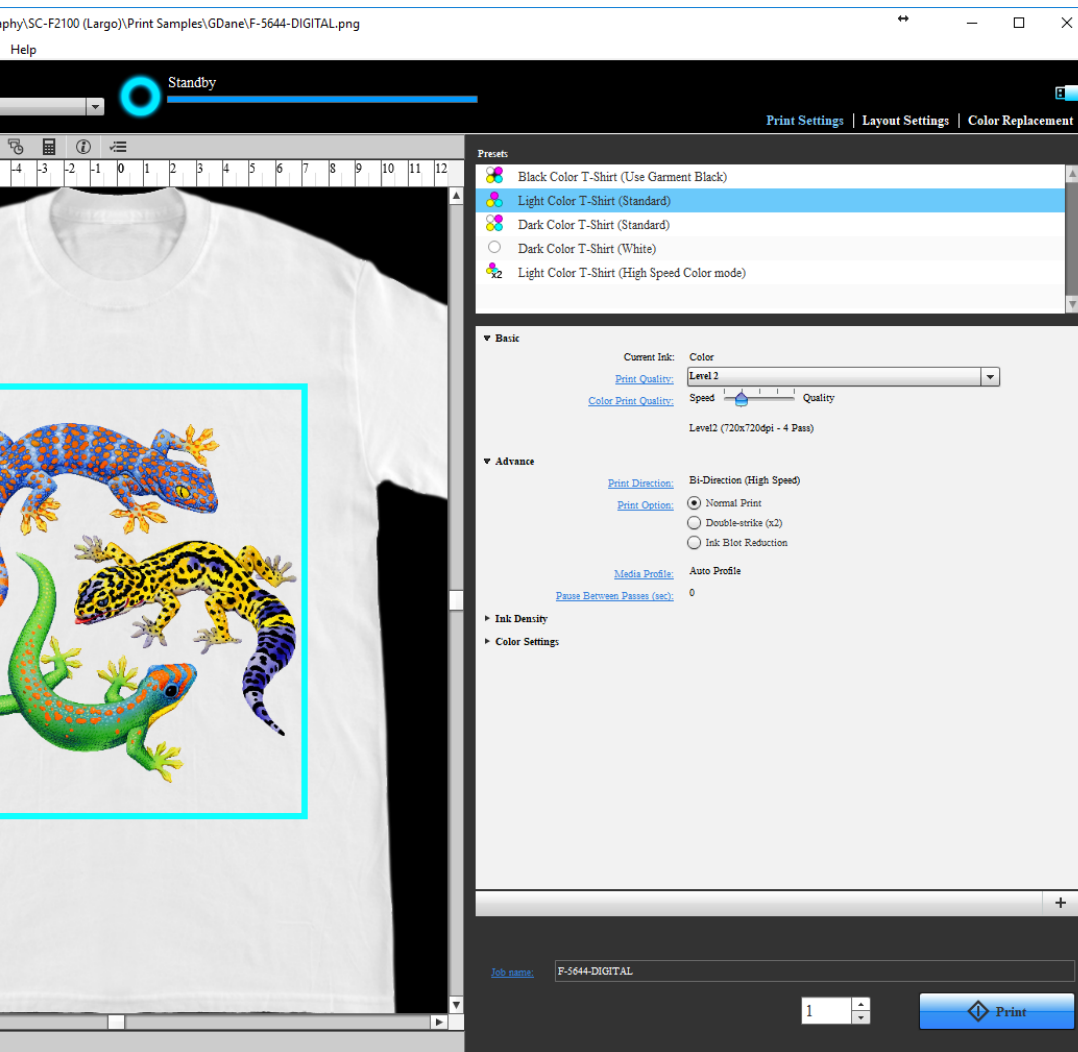 aphy\SC-F2100 (Largo)\Print Samples\GDane\F-5644-DIGITAL.png
Help
Standby
Print Settings | Layout Settings | Color Replacement
-4 -3 -2 -1 0 1 2 3 4 5 6 7 8 9 10 11 12
Presets
Black Color T-Shirt (Use Garment Black)
Light Color T-Shirt (Standard)
Dark Color T-Shirt (Standard)
Dark Color T-Shirt (White)
x2 Light Color T-Shirt (High Speed Color mode)
Basic
Current Ink: Color
Print Quality: Level 2
Color Print Quality: Speed Quality
Level2 (720x720dpi - 4 Pass)
Advance
Print Direction: Bi-Direction (High Speed)
Print Option: Normal Print
Double-strike (x2)
Ink Blot Reduction
Media Profile: Auto Profile
Pause Between Passes (sec): 0
Ink Density
Color Settings
+
Job name: F-5644-DIGITAL
1
Print